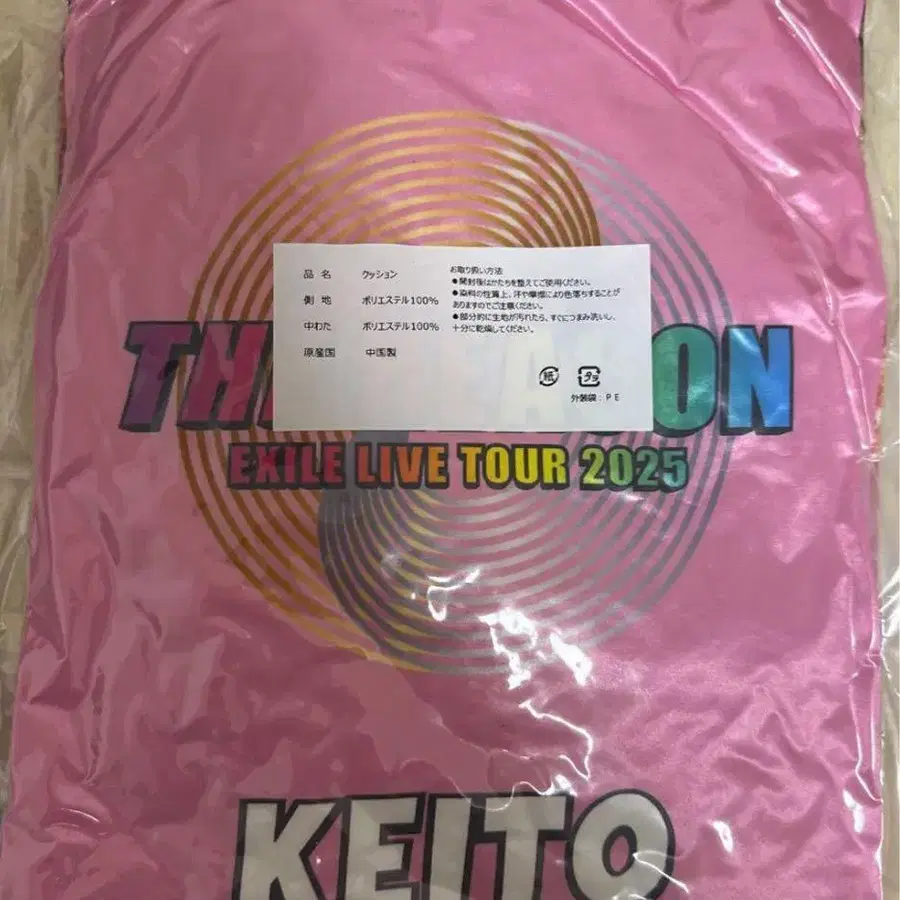 品 名 クッション
側 地 ポリエステル100%
中わた ポリエステル100%
原産国 中国製
お取り扱い方法
●開封後はかたちを整えてご使用ください。
●染料の性質上、汗や摩擦により色落ちすることが
ありますのでご注意ください。
●部分的に生地が汚れたら、すぐにつまみ洗いし、
十分に乾燥してください。
紙 プラ
外装袋:PE
TH ASON
EXILE LIVE TOUR 2025
KEITO